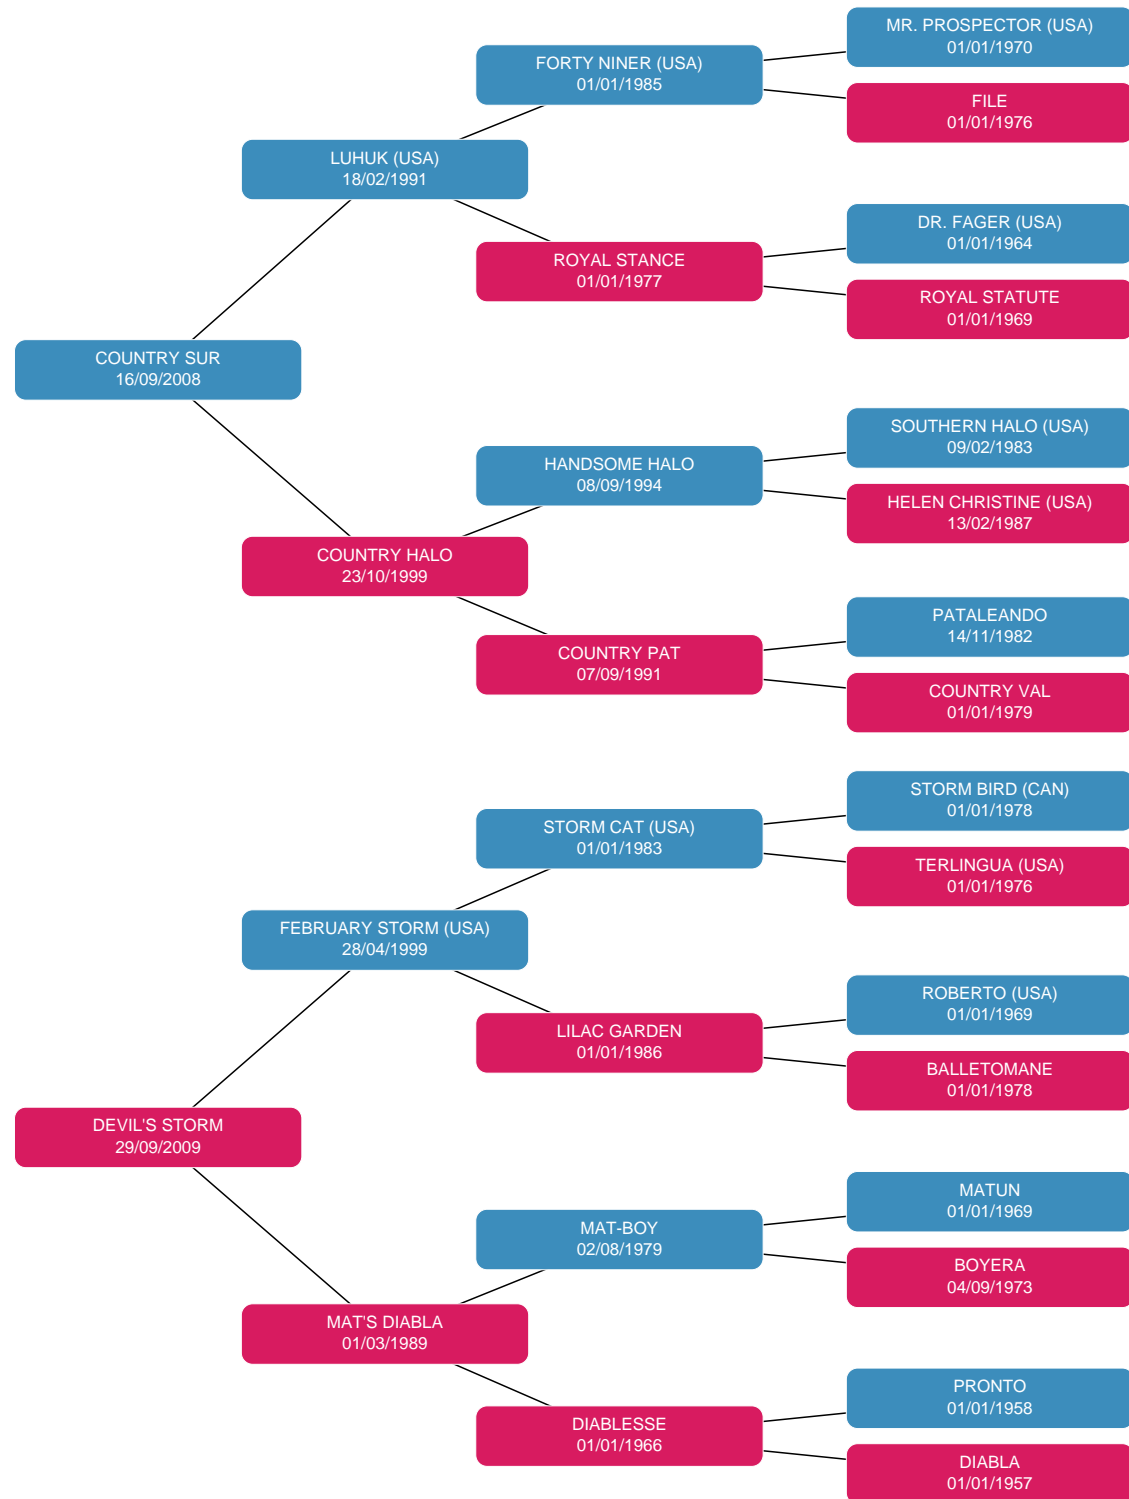 MR. PROSPECTOR (USA)
01/01/1970
FORTY NINER (USA)
01/01/1985
FILE
01/01/1976
LUHUK (USA)
18/02/1991
DR. FAGER (USA)
01/01/1964
ROYAL STANCE
01/01/1977
ROYAL STATUTE
01/01/1969
COUNTRY SUR
16/09/2008
SOUTHERN HALO (USA)
09/02/1983
HANDSOME HALO
08/09/1994
HELEN CHRISTINE (USA)
13/02/1987
COUNTRY HALO
23/10/1999
PATALEANDO
14/11/1982
COUNTRY PAT
07/09/1991
COUNTRY VAL
01/01/1979
STORM BIRD (CAN)
01/01/1978
STORM CAT (USA)
01/01/1983
TERLINGUA (USA)
01/01/1976
FEBRUARY STORM (USA)
28/04/1999
ROBERTO (USA)
01/01/1969
LILAC GARDEN
01/01/1986
BALLETOMANE
01/01/1978
DEVIL'S STORM
29/09/2009
MATUN
01/01/1969
MAT-BOY
02/08/1979
BOYERA
04/09/1973
MAT'S DIABLA
01/03/1989
PRONTO
01/01/1958
DIABLESSE
01/01/1966
DIABLA
01/01/1957